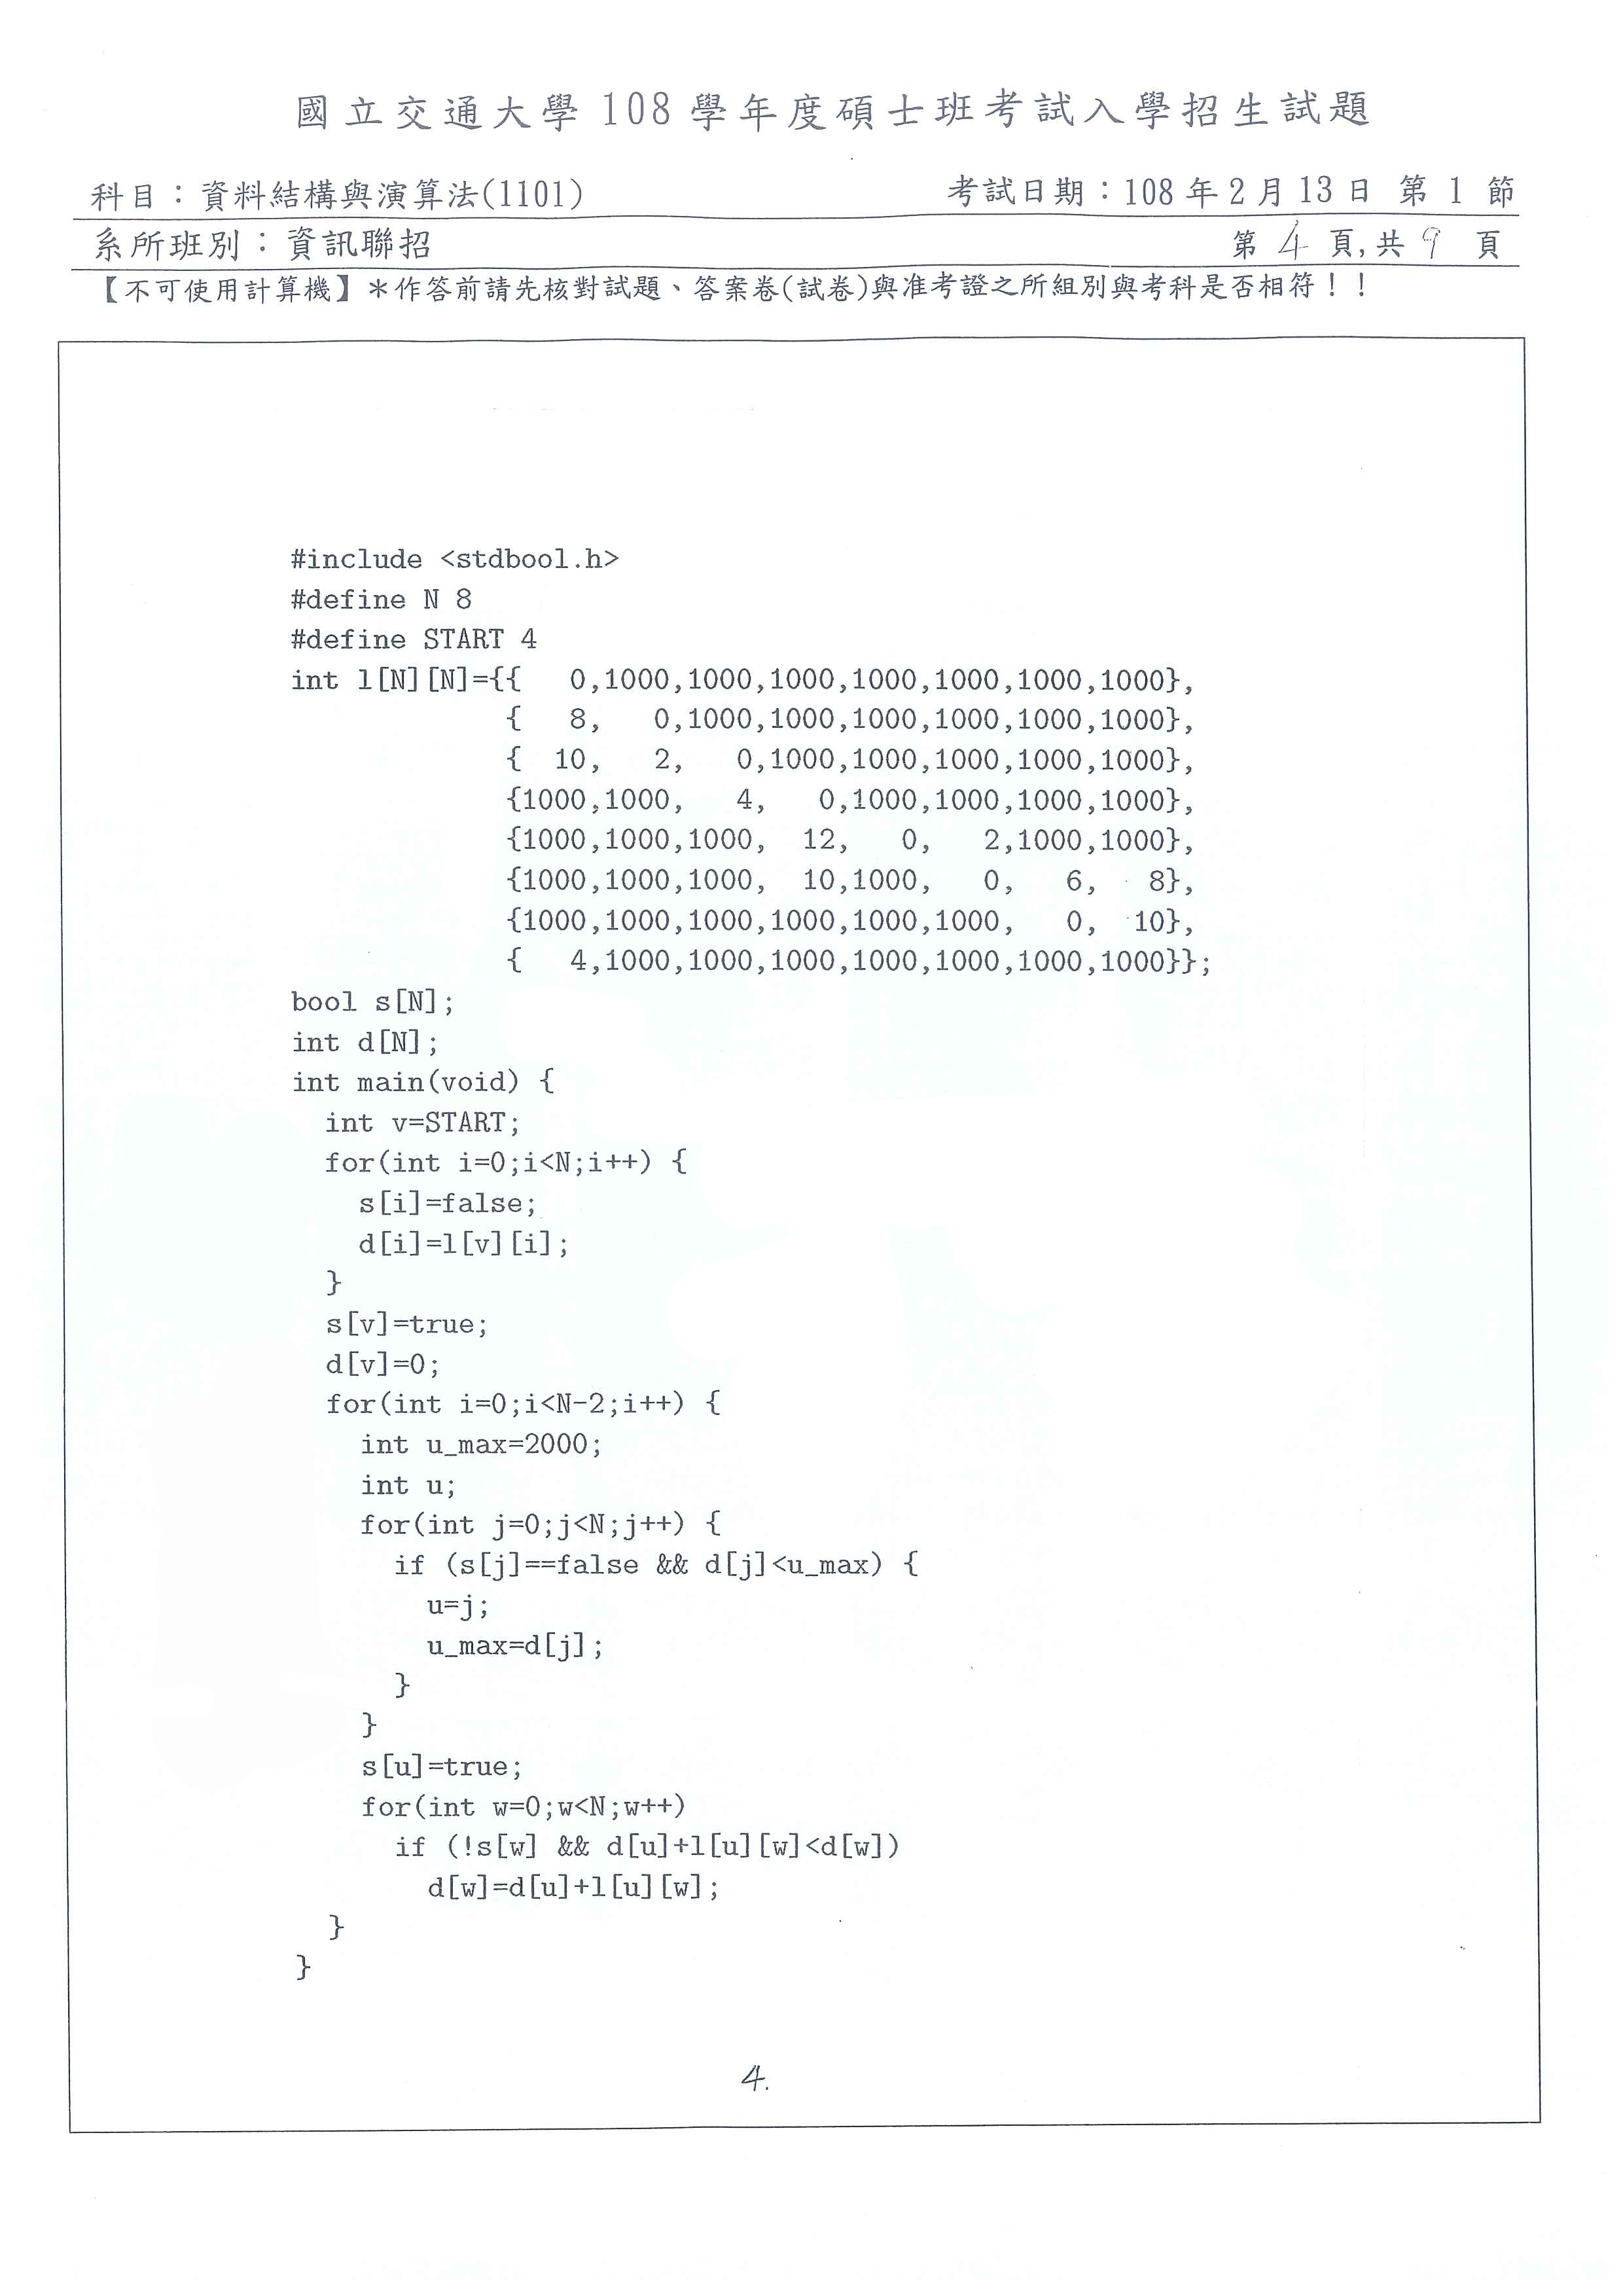 國立交通大學 108 學年度碩士班考試入學招生試題
科目：資料結構與演算法(1101)
考試日期：108 年 2 月 13 日 第 1 節
系所班別：資訊聯招
第 4 頁,共 9 頁
【不可使用計算機】＊作答前請先核對試題、答案卷(試卷)與准考證之所組別與考科是否相符！！
#include <stdbool.h>
#define N 8
#define START 4
int l[N][N]={{   0,1000,1000,1000,1000,1000,1000,1000},
             {   8,   0,1000,1000,1000,1000,1000,1000},
             {  10,   2,   0,1000,1000,1000,1000,1000},
             {1000,1000,   4,   0,1000,1000,1000,1000},
             {1000,1000,1000,  12,   0,   2,1000,1000},
             {1000,1000,1000,  10,1000,   0,   6,   8},
             {1000,1000,1000,1000,1000,1000,   0,  10},
             {   4,1000,1000,1000,1000,1000,1000,1000}};
bool s[N];
int d[N];
int main(void) {
  int v=START;
  for(int i=0;i<N;i++) {
    s[i]=false;
    d[i]=l[v][i];
  }
  s[v]=true;
  d[v]=0;
  for(int i=0;i<N-2;i++) {
    int u_max=2000;
    int u;
    for(int j=0;j<N;j++) {
      if (s[j]==false && d[j]<u_max) {
        u=j;
        u_max=d[j];
      }
    }
    s[u]=true;
    for(int w=0;w<N;w++)
      if (!s[w] && d[u]+l[u][w]<d[w])
        d[w]=d[u]+l[u][w];
  }
}
4.